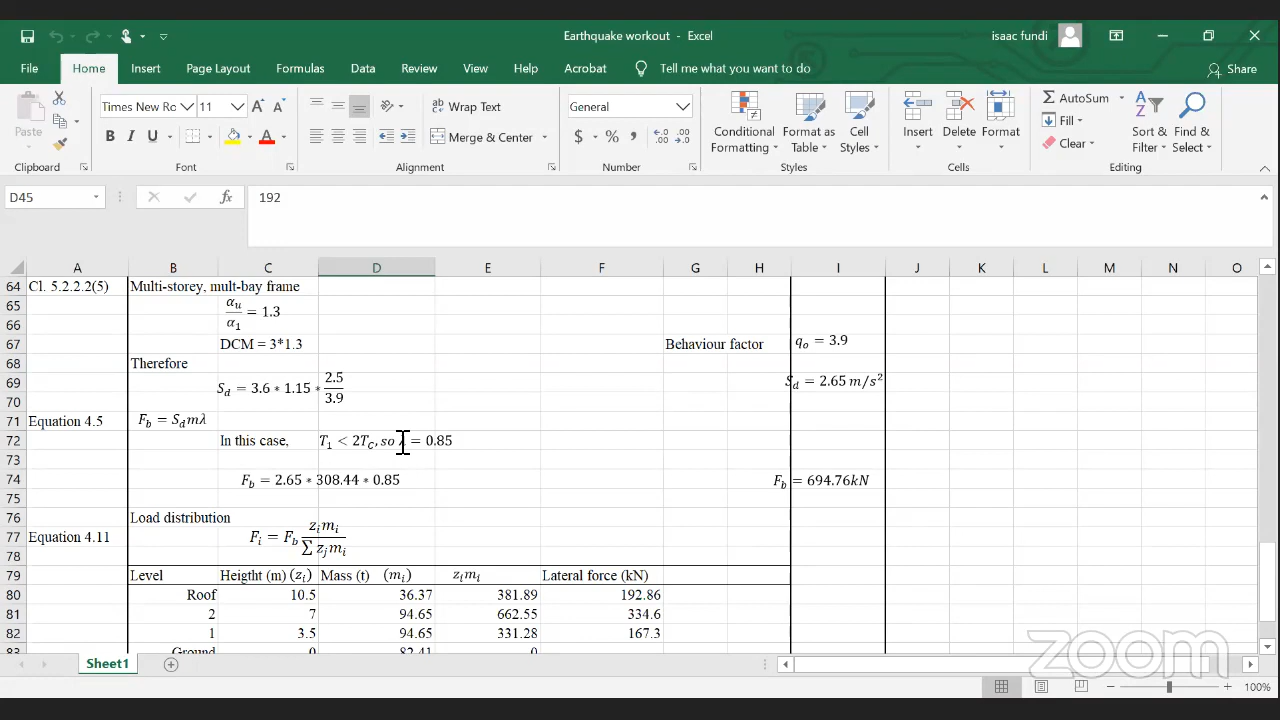 Earthquake workout - Excel
isaac fundi
File Home Insert Page Layout Formulas Data Review View Help Acrobat Tell me what you want to do Share
Paste
Times New Ro 11
B I U A
Wrap Text
Merge & Center
General
$ % ,
Conditional Formatting
Format as Table
Cell Styles
Insert Delete Format
AutoSum
Fill
Clear
Sort & Filter
Find & Select
Clipboard Font Alignment Number Styles Cells Editing
D45 fx 192
A B C D E F G H I J K L M N O
64 Cl. 5.2.2.2(5) Multi-storey, mult-bay frame
65 αu/α1 = 1.3
66
67 DCM = 3*1.3 Behaviour factor qo = 3.9
68 Therefore
69 Sd = 3.6 * 1.15 * 2.5/3.9 Sd = 2.65 m/s²
70
71 Equation 4.5 Fb = Sdmλ
72 In this case, T1 < 2TC, so λ = 0.85
73
74 Fb = 2.65 * 308.44 * 0.85 Fb = 694.76kN
75
76 Load distribution
77 Equation 4.11 Fi = Fb zimi/∑ zjmi
78
79 Level Heigtht (m) (zi) Mass (t) (mi) zimi Lateral force (kN)
80 Roof 10.5 36.37 381.89 192.86
81 2 7 94.65 662.55 334.6
82 1 3.5 94.65 331.28 167.3
83 Ground 0 82.41 0
Sheet1
zoom
100%